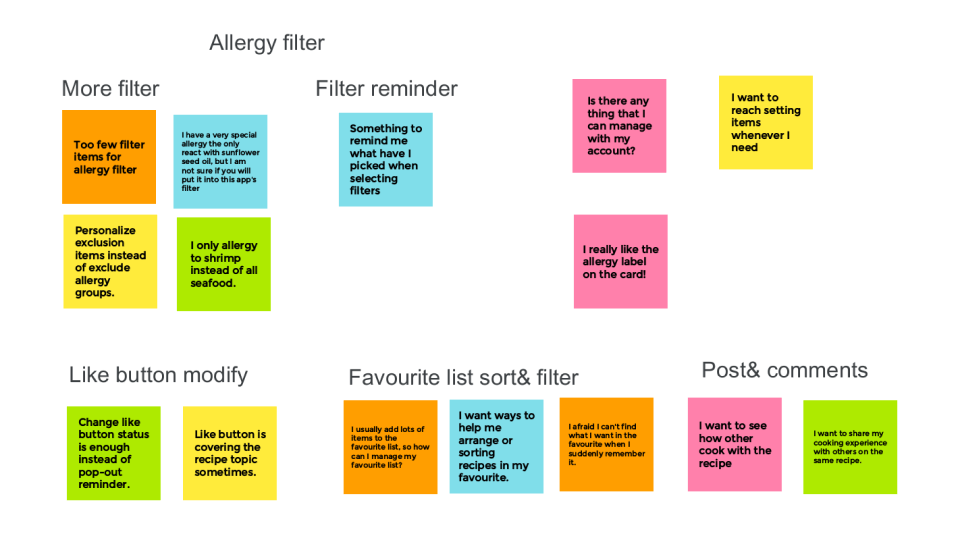 Allergy filter
More filter
Filter reminder
Too few filter
items for
allergy filter
I have a very special
allergy the only
react with sunflower
seed oil, but I am
not sure if you will
put it into this app's
filter
Something to
remind me
what have I
picked when
selecting
filters
Is there any
thing that I
can manage
with my
account?
I want to
reach setting
items
whenever I
need
Personalize
exclusion
items instead
of exclude
allergy
groups.
I only allergy
to shrimp
instead of all
seafood.
I really like the
allergy label
on the card!
Like button modify
Favourite list sort& filter
Post& comments
Change like
button status
is enough
instead of
pop-out
reminder.
Like button is
covering the
recipe topic
sometimes.
I usually add lots of
items to the
favourite list, so how
can I manage my
favourite list?
I want ways to
help me
arrange or
sorting
recipes in my
favourite.
I afraid I can't find
what I want in the
favourite when I
suddenly remember
it.
I want to see
how other
cook with the
recipe
I want to share my
cooking experience
with others on the
same recipe.